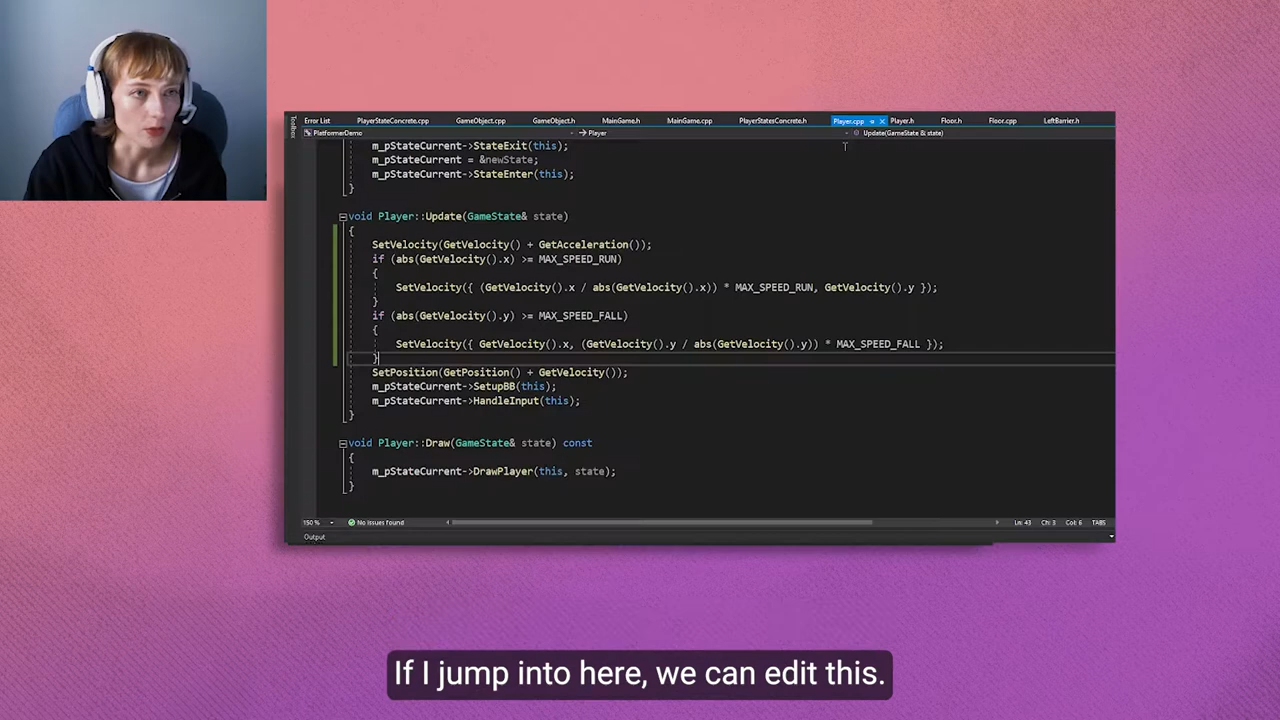 Toolbox
Error List PlayerStateConcrete.cpp GameObject.cpp GameObject.h MainGame.h MainGame.cpp PlayerStatesConcrete.h Player.cpp Player.h Floor.h Floor.cpp LeftBarrier.h
PlatformerDemo Player Update(GameState & state)
m_pStateCurrent->StateExit(this);
m_pStateCurrent = &newState;
m_pStateCurrent->StateEnter(this);
}
void Player::Update(GameState& state)
{
SetVelocity(GetVelocity() + GetAcceleration());
if (abs(GetVelocity().x) >= MAX_SPEED_RUN)
{
SetVelocity({ (GetVelocity().x / abs(GetVelocity().x)) * MAX_SPEED_RUN, GetVelocity().y });
}
if (abs(GetVelocity().y) >= MAX_SPEED_FALL)
{
SetVelocity({ GetVelocity().x, (GetVelocity().y / abs(GetVelocity().y)) * MAX_SPEED_FALL });
}
SetPosition(GetPosition() + GetVelocity());
m_pStateCurrent->SetupBB(this);
m_pStateCurrent->HandleInput(this);
}
void Player::Draw(GameState& state) const
{
m_pStateCurrent->DrawPlayer(this, state);
}
150 % No issues found Ln: 43 Ch: 3 Col: 6 TABS
Output
If I jump into here, we can edit this.